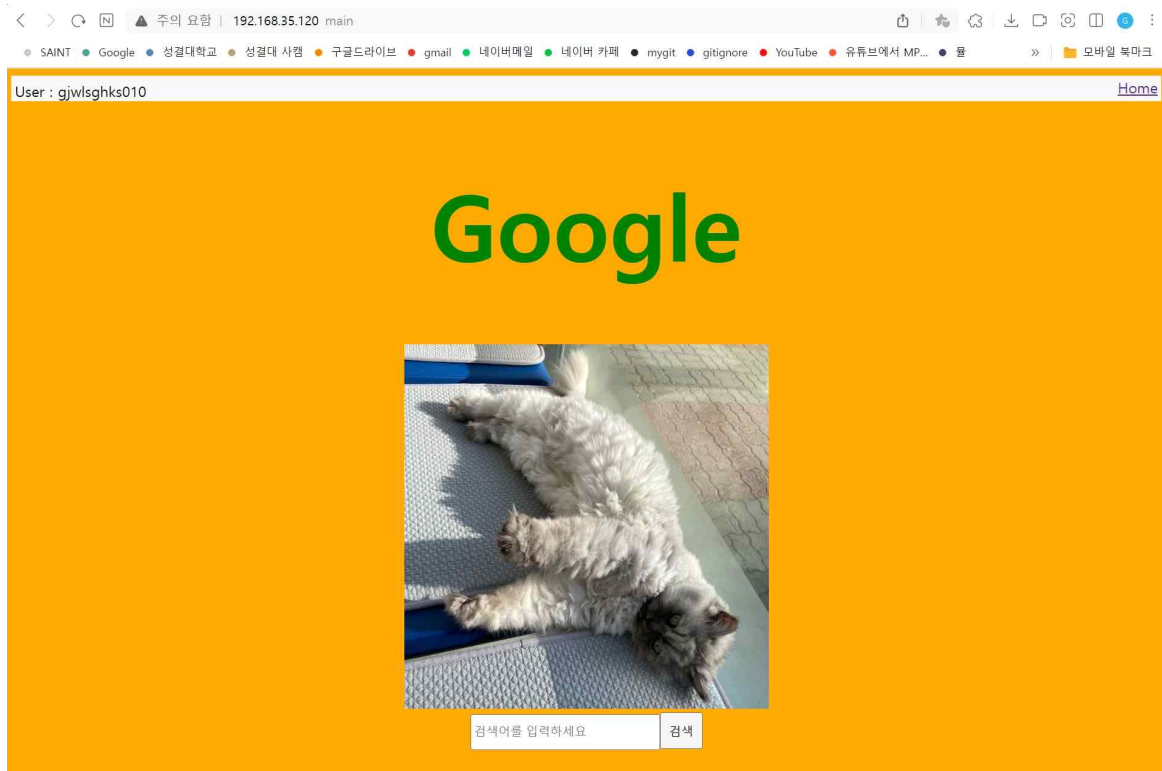 주의 요함 | 192.168.35.120 main
SAINT Google 성결대학교 성결대 사캠 구글드라이브 gmail 네이버메일 네이버 카페 mygit gitignore YouTube 유튜브에서 MP... 뮬 » 모바일 북마크
User : gjwlsghks010 Home
Google
검색어를 입력하세요 검색